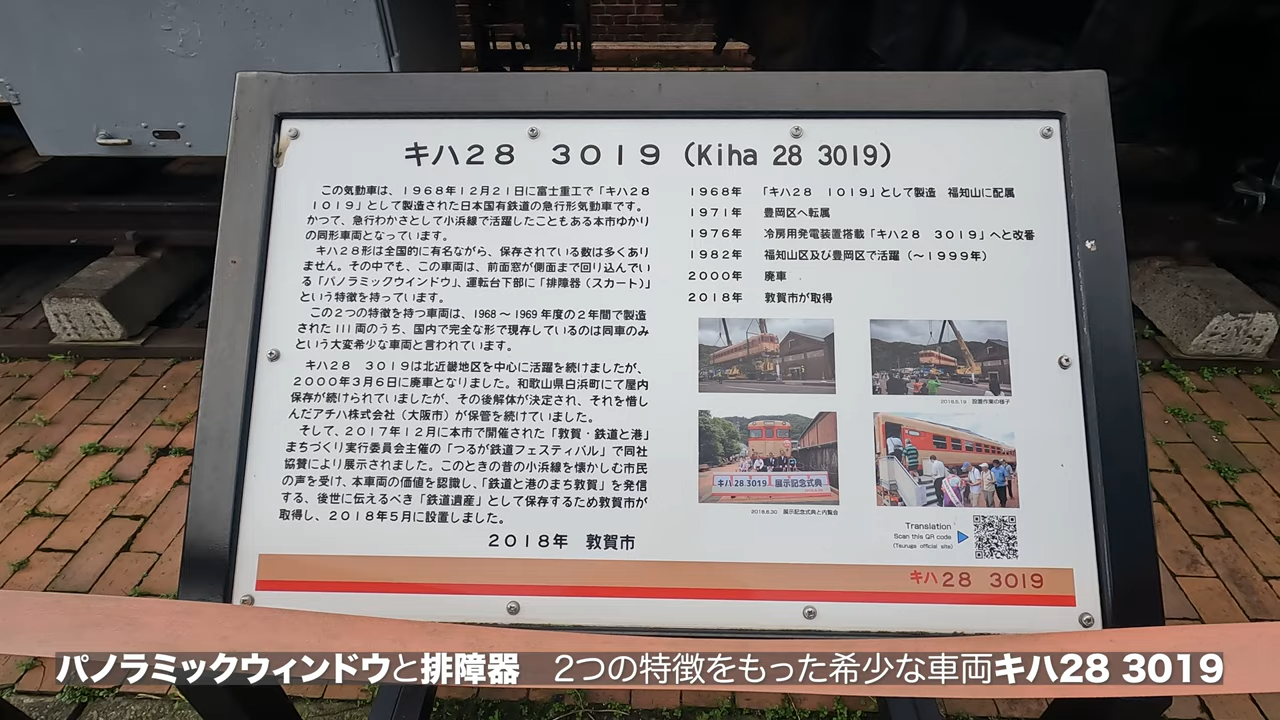 キハ28 3019 (Kiha 28 3019)
この気動車は、1968年12月21日に富士重工で「キハ28
1019」として製造された日本国有鉄道の急行形気動車です。
かつて、急行わかさとして小浜線で活躍したこともある本市ゆかり
の同形車両となっています。
キハ28形は全国的に有名ながら、保存されている数は多くあり
ません。その中でも、この車両は、前面窓が側面まで回り込んでい
る「パノラミックウインドウ」、運転台下部に「排障器（スカート）」
という特徴を持っています。
この2つの特徴を持つ車両は、1968～1969年度の2年間で製造
された111両のうち、国内で完全な形で現存しているのは同車のみ
という大変希少な車両と言われています。
キハ28 3019は北近畿地区を中心に活躍を続けましたが、
2000年3月6日に廃車となりました。和歌山県白浜町にて屋内
保存が続けられていましたが、その後解体が決定され、それを惜し
んだアチハ株式会社（大阪市）が保管を続けていました。
そして、2017年12月に本市で開催された「敦賀・鉄道と港」
まちづくり実行委員会主催の「つるが鉄道フェスティバル」で同社
協賛により展示されました。このときの昔の小浜線を懐かしむ市民
の声を受け、本車両の価値を認識し、「鉄道と港のまち敦賀」を発信
する、後世に伝えるべき「鉄道遺産」として保存するため敦賀市が
取得し、2018年5月に設置しました。
2018年 敦賀市
1968年 「キハ28 1019」として製造 福知山に配属
1971年 豊岡区へ転属
1976年 冷房用発電装置搭載「キハ28 3019」へと改番
1982年 福知山区及び豊岡区で活躍（～1999年）
2000年 廃車
2018年 敦賀市が取得
2018.5.19 設置作業の様子
キハ28 3019 展示記念式典
2018.6.30 展示記念式典と内覧会
Translation
Scan this QR code
(Tsuruga official site)
キハ28 3019
パノラミックウィンドウと排障器 2つの特徴をもった希少な車両キハ28 3019